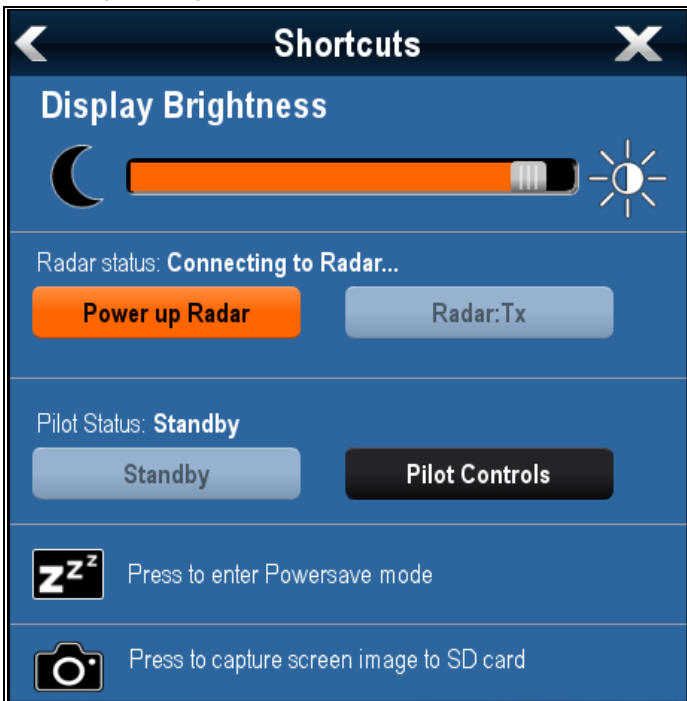 Shortcuts
Display Brightness
Radar status: Connecting to Radar...
Power up Radar
Radar:Tx
Pilot Status: Standby
Standby
Pilot Controls
zzz
Press to enter Powersave mode
Press to capture screen image to SD card